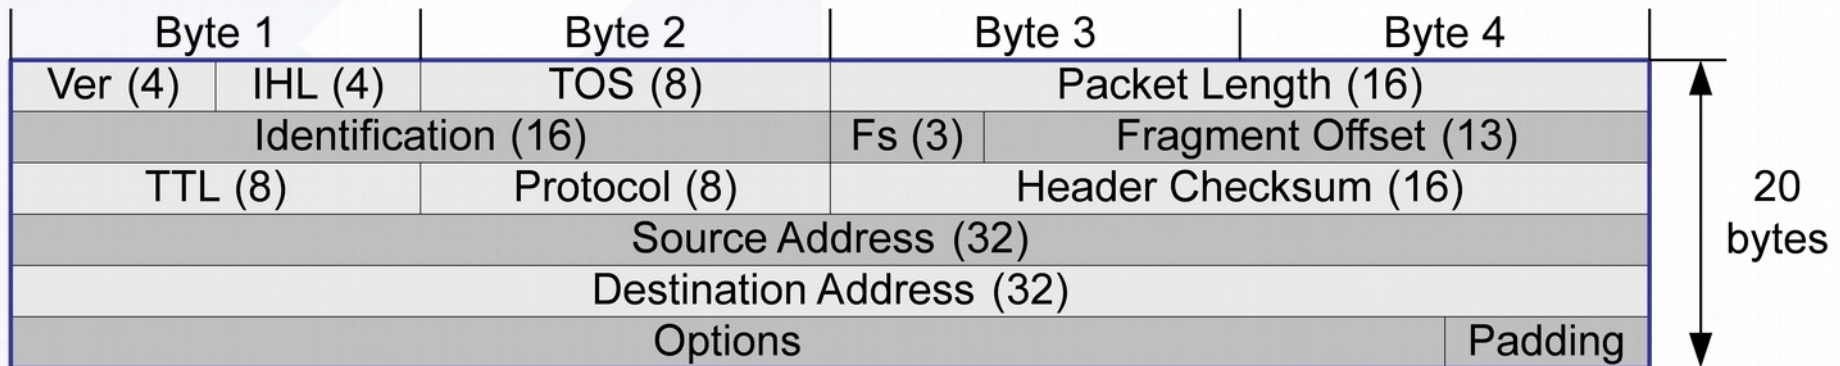 Byte 1 Byte 2 Byte 3 Byte 4
Ver (4) IHL (4) TOS (8) Packet Length (16)
Identification (16) Fs (3) Fragment Offset (13)
TTL (8) Protocol (8) Header Checksum (16)
Source Address (32)
Destination Address (32)
Options Padding
20
bytes